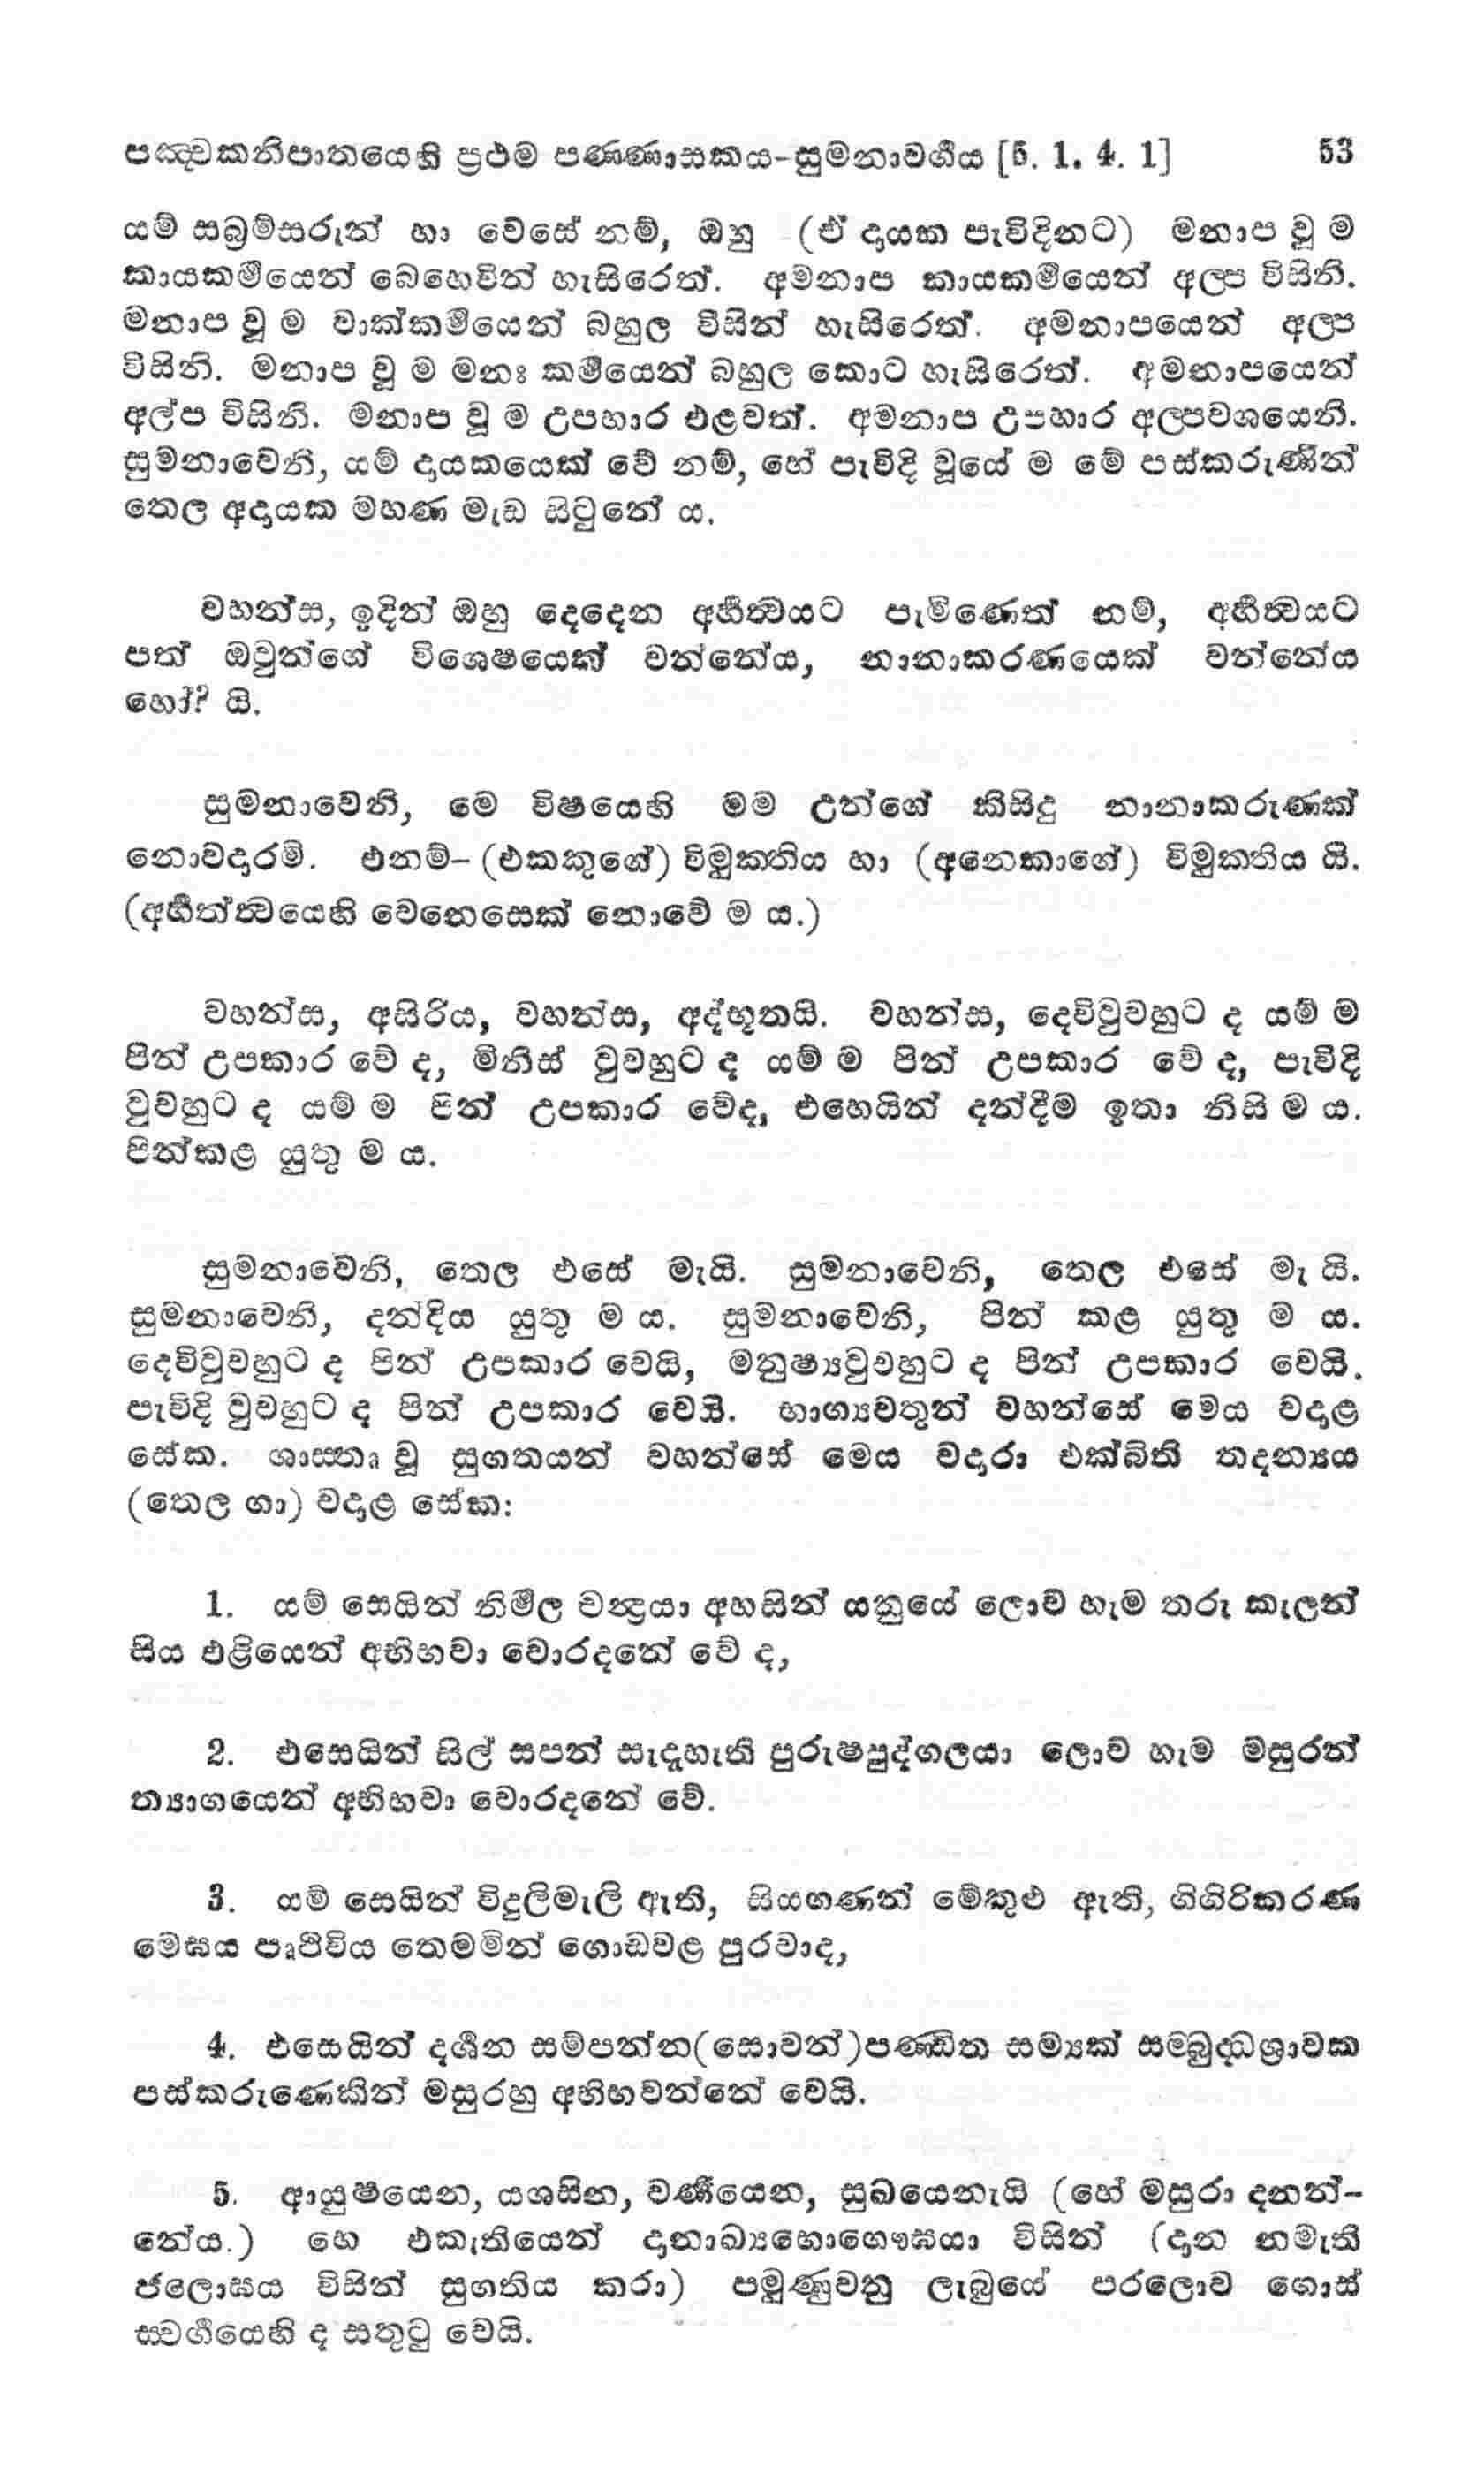 පඤ්චකනිපාතයෙහි ප්‍රථම පණ්ණාසකය-සුමනාවර්ගය [5. 1. 4. 1] 53
යම් සබ්‍රම්සරුන් හා වෙසේ නම්, ඔහු (ඒ දායක පැවිදිනට) මනාප වූ ම
කායකර්මයෙන් බෙහෙවින් හැසිරෙත්. අමනාප කායකර්මයෙන් අල්ප විසිනි.
මනාප වූ ම වාක්කර්මයෙන් බහුල විසින් හැසිරෙත්. අමනාපයෙන් අල්ප
විසිනි. මනාප වූ ම මනඃ කර්මයෙන් බහුල කොට හැසිරෙත්. අමනාපයෙන්
අල්ප විසිනි. මනාප වූ ම උපහාර එළවත්. අමනාප උපහාර අල්පවශයෙනි.
සුමනාවෙනි, යම් දායකයෙක් වේ නම්, හේ පැවිදි වූයේ ම මේ පස්කරුණින්
තෙල අදායක මහණ මැඩ සිටුනේ ය.
වහන්ස, ඉදින් ඔහු දෙදෙන අර්හත්වයට පැමිණෙත් නම්, අර්හත්වයට
පත් ඔවුන්ගේ විශෙෂයෙක් වන්නේය, නානාකරණයෙක් වන්නේය
හෝ? යි.
සුමනාවෙනි, මෙ විෂයෙහි මම උන්ගේ කිසිදු නානාකරුණක්
නොවදාරමි. එනම්- (එකකුගේ) විමුක්තිය හා (අනෙකාගේ) විමුක්තිය යි.
(අර්හත්ත්වයෙහි වෙනෙසෙක් නොවේ ම ය.)
වහන්ස, අසිරිය, වහන්ස, අද්භූතයි. වහන්ස, දෙවිවූවහුට ද යම් ම
පින් උපකාර වේ ද, මිනිස් වූවහුට ද යම් ම පින් උපකාර වේ ද, පැවිදි
වූවහුට ද යම් ම පින් උපකාර වේද, එහෙයින් දන්දීම ඉතා නිසි ම ය.
පින්කළ යුතු ම ය.
සුමනාවෙනි, තෙල එසේ මැයි. සුමනාවෙනි, තෙල එසේ මැ යි.
සුමනාවෙනි, දන්දිය යුතු ම ය. සුමනාවෙනි, පින් කළ යුතු ම ය.
දෙවිවූවහුට ද පින් උපකාර වෙයි, මනුෂ්‍යවූවහුට ද පින් උපකාර වෙයි.
පැවිදි වූවහුට ද පින් උපකාර වෙයි. භාග්‍යවතුන් වහන්සේ මෙය වදාළ
සේක. ශාස්තෘ වූ සුගතයන් වහන්සේ මෙය වදාරා එක්බිති තදන්‍යය
(තෙල ගා) වදාළ සේක:
1. යම් සෙයින් නිර්මල චන්ද්‍රයා අහසින් යනුයේ ලොව හැම තරු කැලන්
සිය එළියෙන් අභිභවා වොරදනේ වේ ද,
2. එසෙයින් සිල් සපන් සැදැහැති පුරුෂපුද්ගලයා ලොව හැම මසුරන්
ත්‍යාගයෙන් අභිභවා වොරදනේ වේ.
3. යම් සෙයින් විදුලිමැලි ඇති, සියගණන් මේකුළු ඇති, ගිගිරිකරණ
මෙඝය පෘථිවිය තෙමමින් ගොඩවළ පුරවාද,
4. එසෙයින් දර්ශන සම්පන්න(සොවන්)පණ්ඩිත සම්‍යක් සම්බුද්ධශ්‍රාවක
පස්කරුණෙකින් මසුරහු අභිභවන්නේ වෙයි.
5. ආයුෂයෙන, යශසින, වර්ණයෙන, සුඛයෙනැයි (හේ මසුරා දනන්-
නේය.) හෙ එකැතියෙන් දානාඛ්‍යභොගෞඝයා විසින් (දාන නමැති
ජලොඝය විසින් සුගතිය කරා) පමුණුවනු ලැබුයේ පරලොව ගොස්
ස්වර්ගයෙහි ද සතුටු වෙයි.